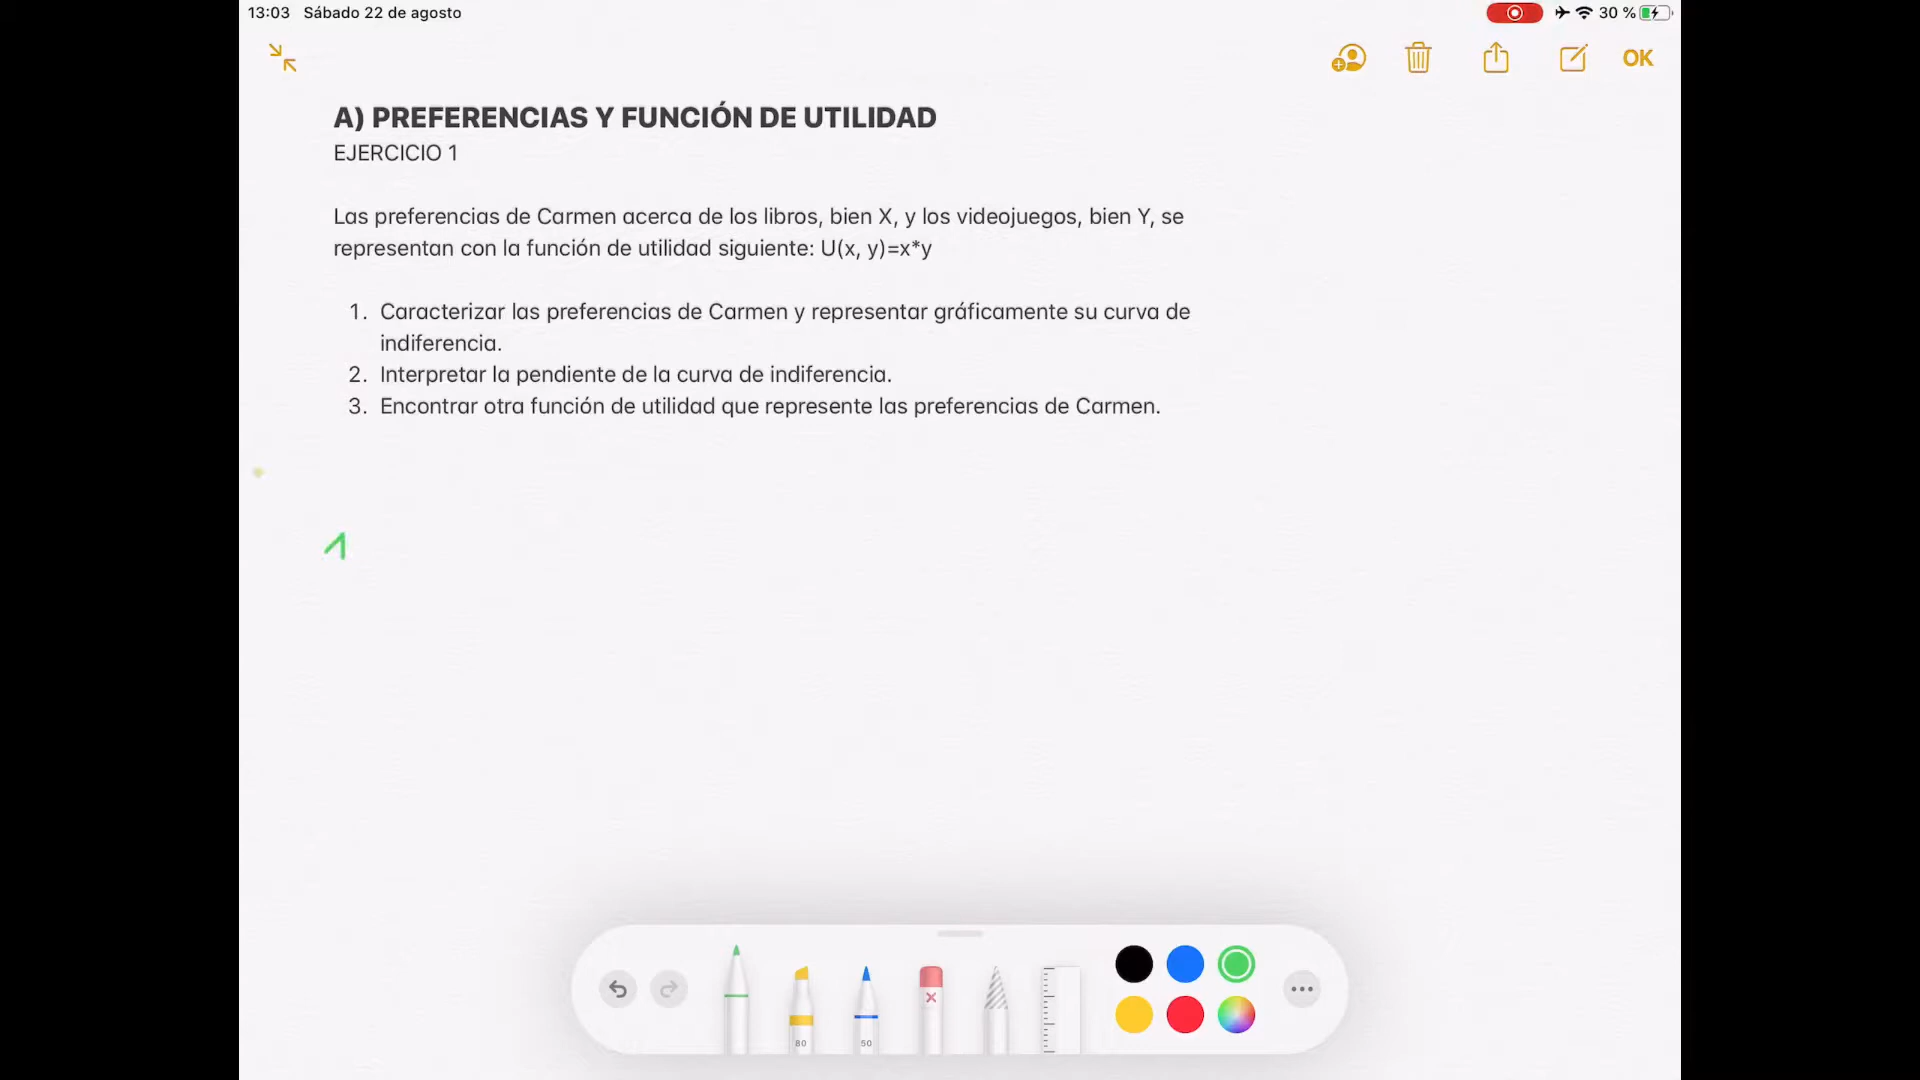 13:03 Sábado 22 de agosto
30 %
OK
A) PREFERENCIAS Y FUNCIÓN DE UTILIDAD
EJERCICIO 1
Las preferencias de Carmen acerca de los libros, bien X, y los videojuegos, bien Y, se
representan con la función de utilidad siguiente: U(x, y)=x*y
1. Caracterizar las preferencias de Carmen y representar gráficamente su curva de
indiferencia.
2. Interpretar la pendiente de la curva de indiferencia.
3. Encontrar otra función de utilidad que represente las preferencias de Carmen.
1
80
50